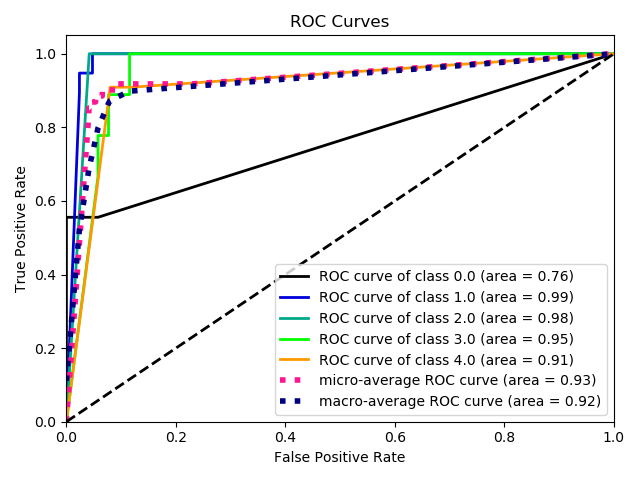 ROC Curves
True Positive Rate
1.0
0.8
0.6
0.4
0.2
0.0
ROC curve of class 0.0 (area = 0.76)
ROC curve of class 1.0 (area = 0.99)
ROC curve of class 2.0 (area = 0.98)
ROC curve of class 3.0 (area = 0.95)
ROC curve of class 4.0 (area = 0.91)
micro-average ROC curve (area = 0.93)
macro-average ROC curve (area = 0.92)
0.0 0.2 0.4 0.6 0.8 1.0
False Positive Rate